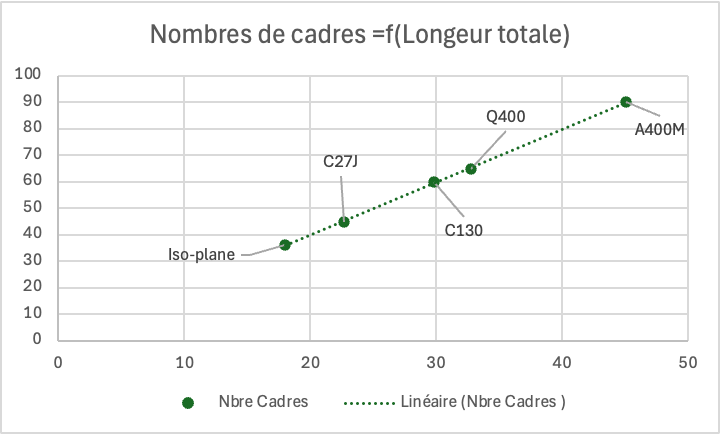 Nombres de cadres =f(Longeur totale)
100
90
80
70
60
50
40
30
20
10
0
Q400
A400M
C27J
C130
Iso-plane
0 10 20 30 40 50
Nbre Cadres Linéaire (Nbre Cadres )